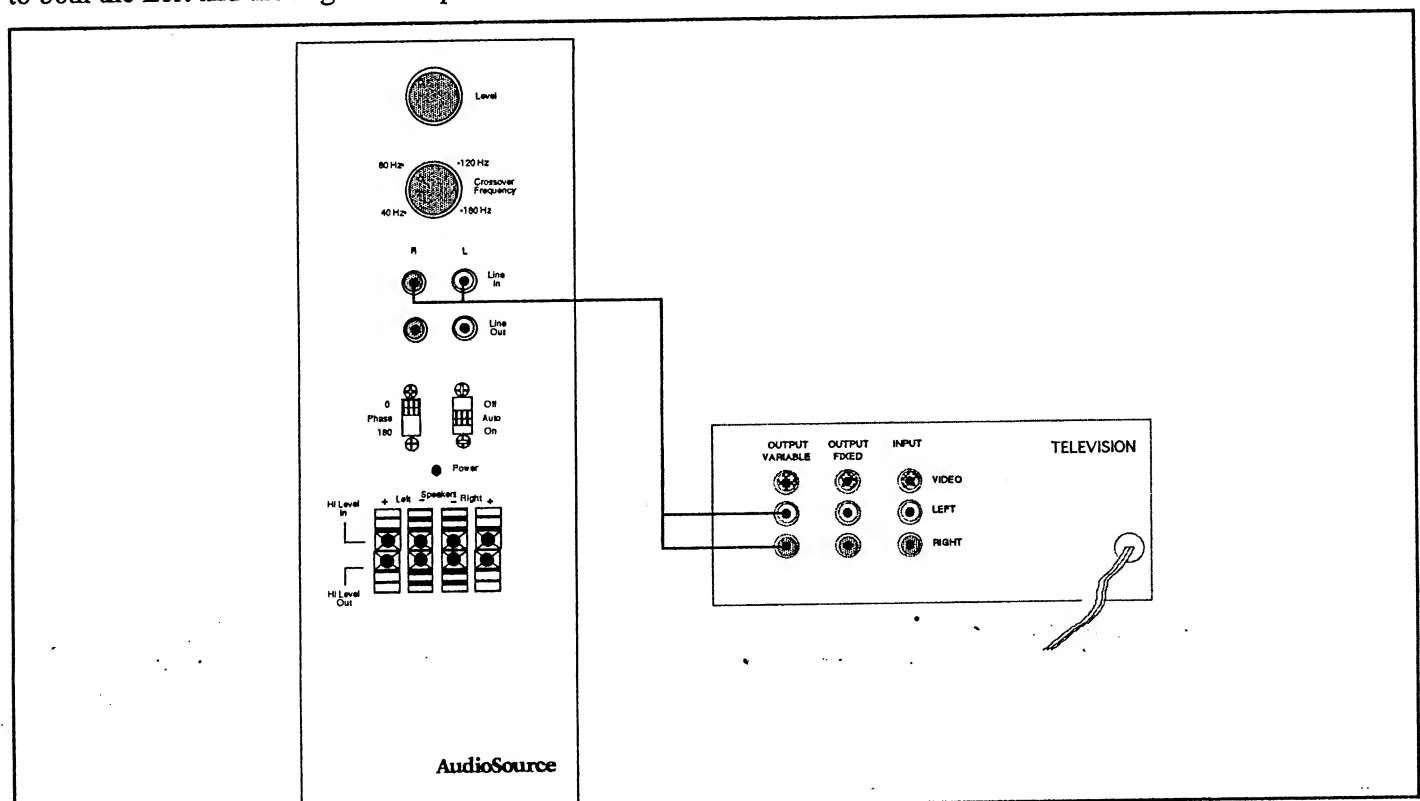 Level
80 Hz
120 Hz
Crossover
Frequency
40 Hz
180 Hz
R L
Line
In
Line
Out
0
Phase
180
Off
Auto
On
Power
+ Left - Speakers - Right +
Hi Level
In
Hi Level
Out
AudioSource
OUTPUT
VARIABLE
OUTPUT
FIXED
INPUT
TELEVISION
VIDEO
LEFT
RIGHT